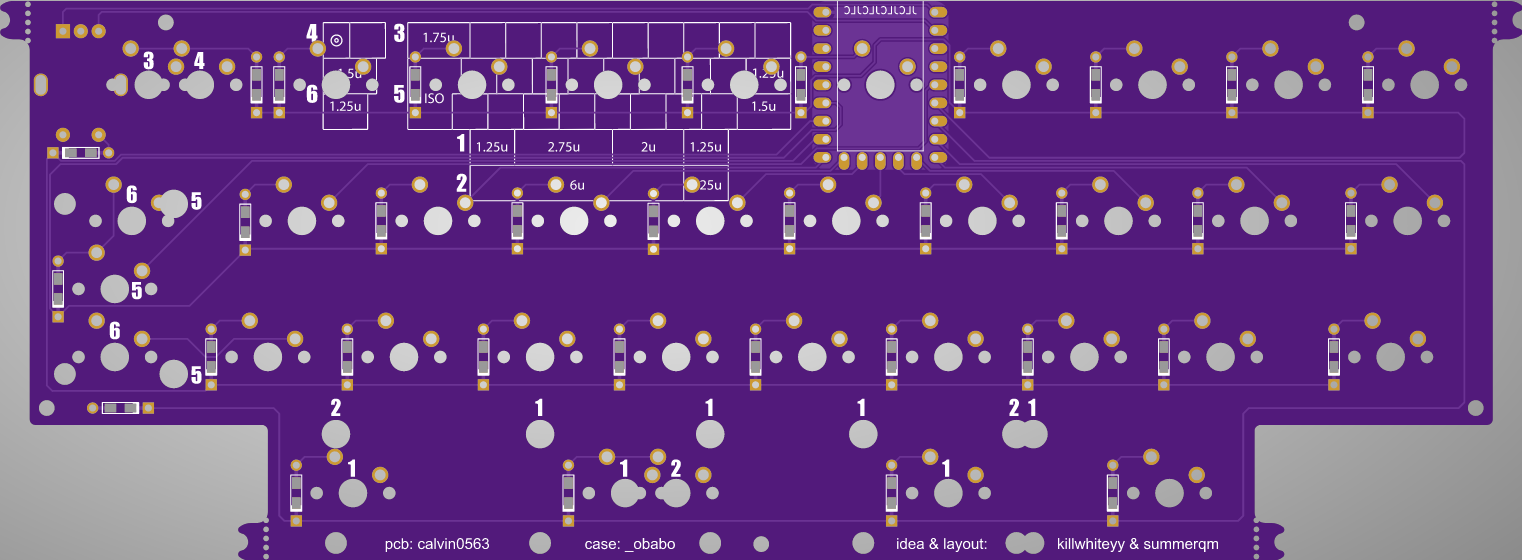 JCJCJCJCJCJC
4 3 1.75u
3 4 1.5u 1.25u
6 1.25u 5 ISO 1.5u
1 1.25u 2.75u 2u 1.25u
2 6u 1.25u
6 5
5
6
5
2 1 1 1 2 1
1 1 2 1
pcb: calvin0563 case: _obabo idea & layout: killwhiteyy & summerqm